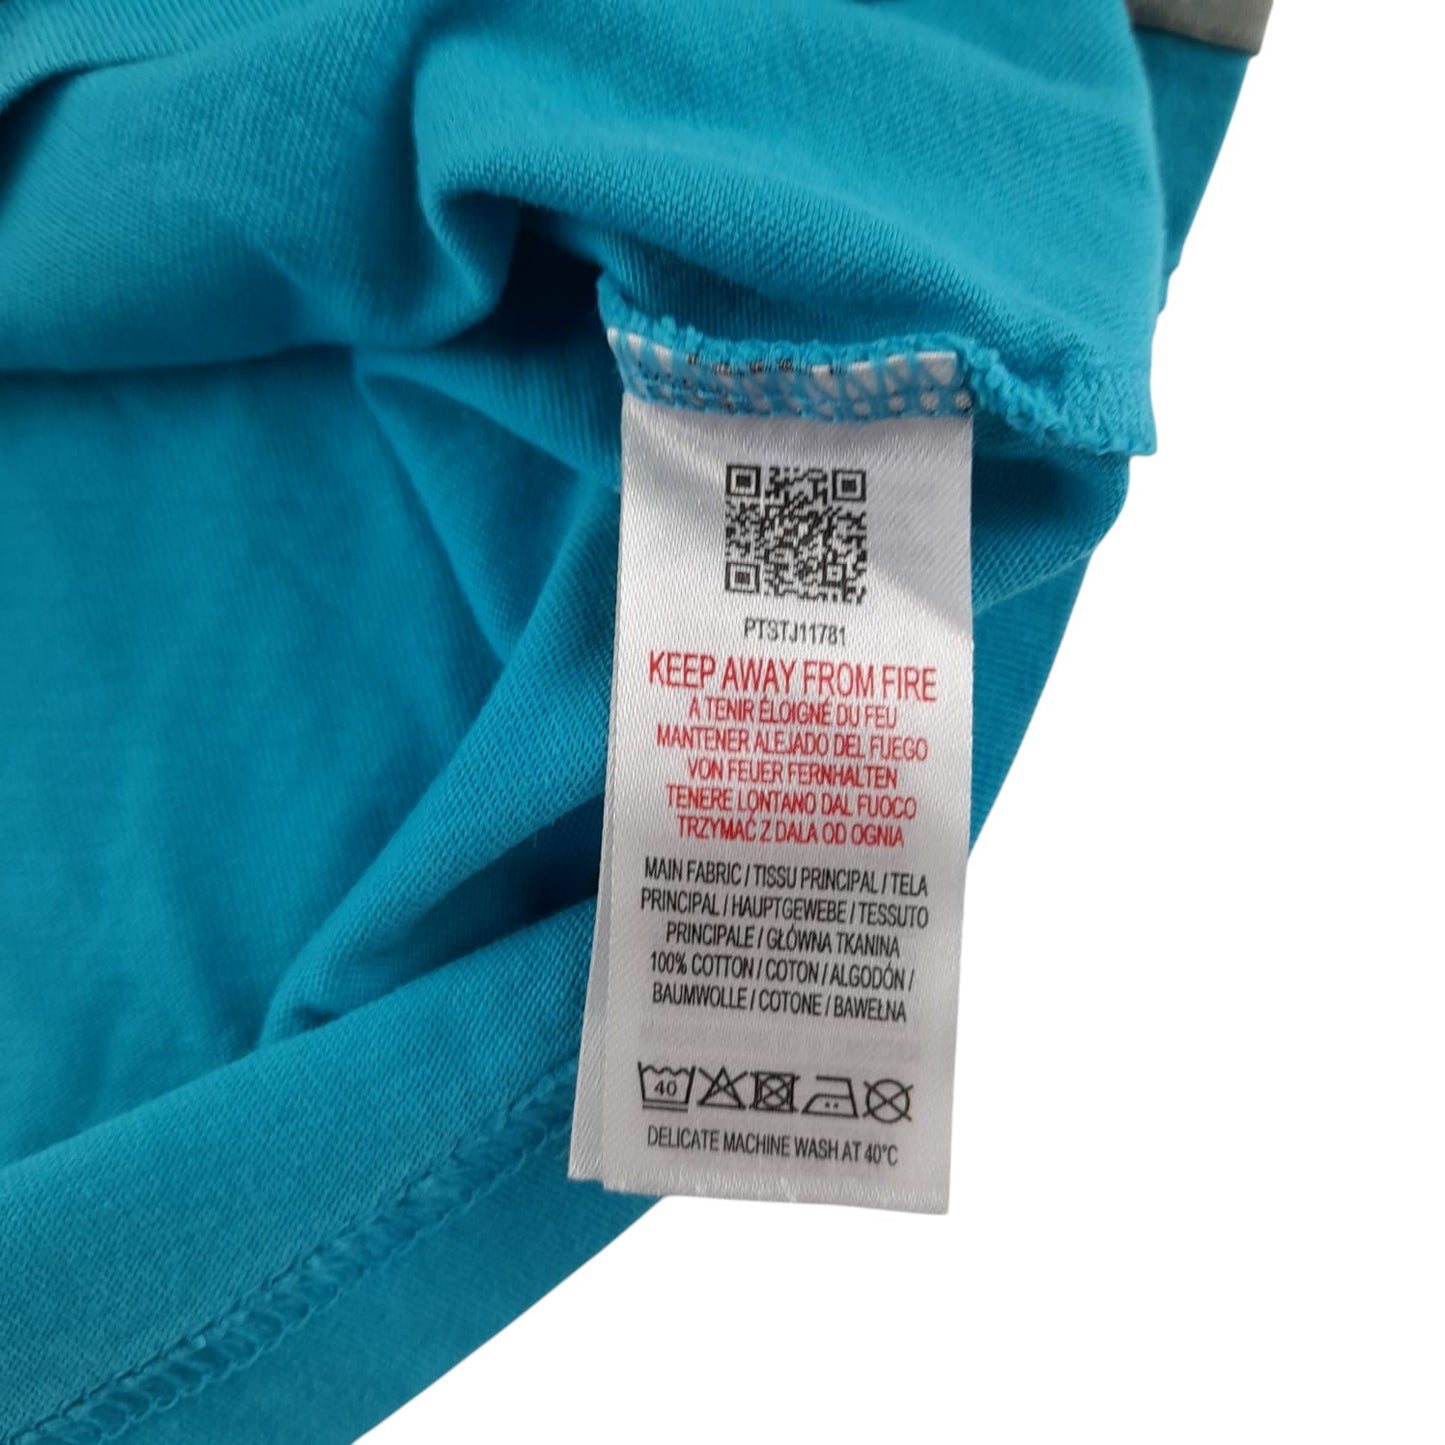 PTSTJ11781
KEEP AWAY FROM FIRE
A TENIR ÉLOIGNÉ DU FEU
MANTENER ALEJADO DEL FUEGO
VON FEUER FERNHALTEN
TENERE LONTANO DAL FUOCO
TRZYMAĆ Z DALA OD OGNIA
MAIN FABRIC / TISSU PRINCIPAL / TELA
PRINCIPAL / HAUPTGEWEBE / TESSUTO
PRINCIPALE / GŁÓWNA TKANINA
100% COTTON / COTON / ALGODÓN /
BAUMWOLLE / COTONE / BAWEŁNA
40
DELICATE MACHINE WASH AT 40°C